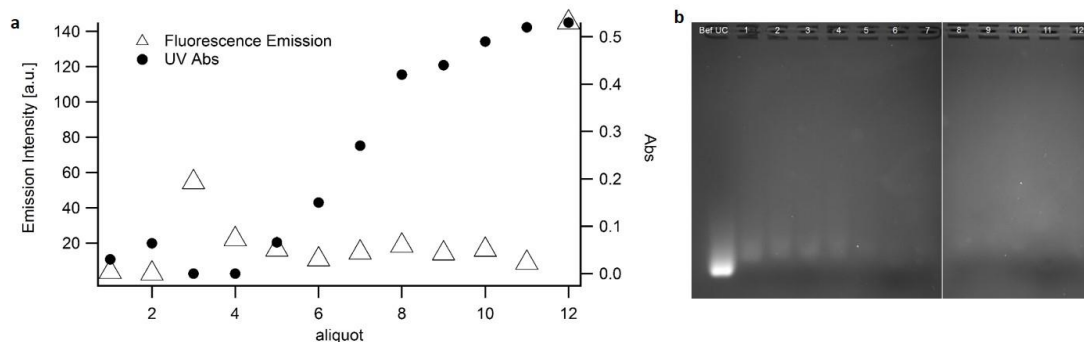 a
Fluorescence Emission
UV Abs
Emission Intensity [a.u.]
140
120
100
80
60
40
20
0.5
0.4
0.3
0.2
0.1
0.0
Abs
2 4 6 8 10 12
aliquot
b
Bef UC 1 2 3 4 5 6 7 8 9 10 11 12